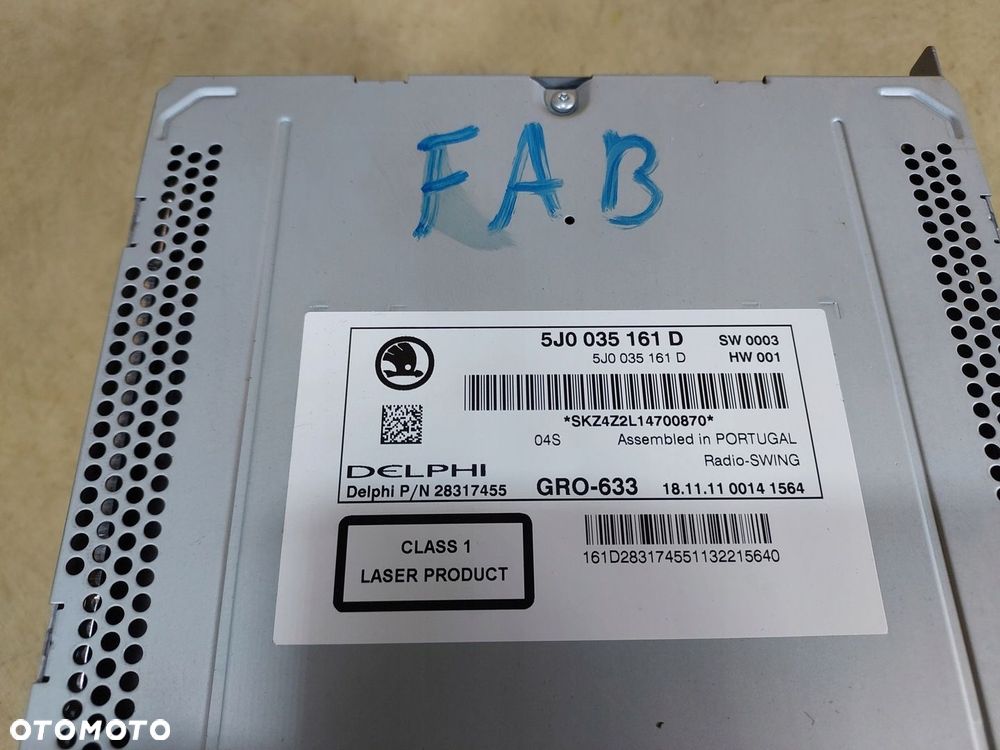 FAB
5J0 035 161 D SW 0003
5J0 035 161 D HW 001
*SKZ4Z2L14700870*
04S Assembled in PORTUGAL
Radio-SWING
DELPHI
Delphi P/N 28317455 GRO-633 18.11.11 0014 1564
CLASS 1
LASER PRODUCT
161D283174551132215640
OTOMOTO